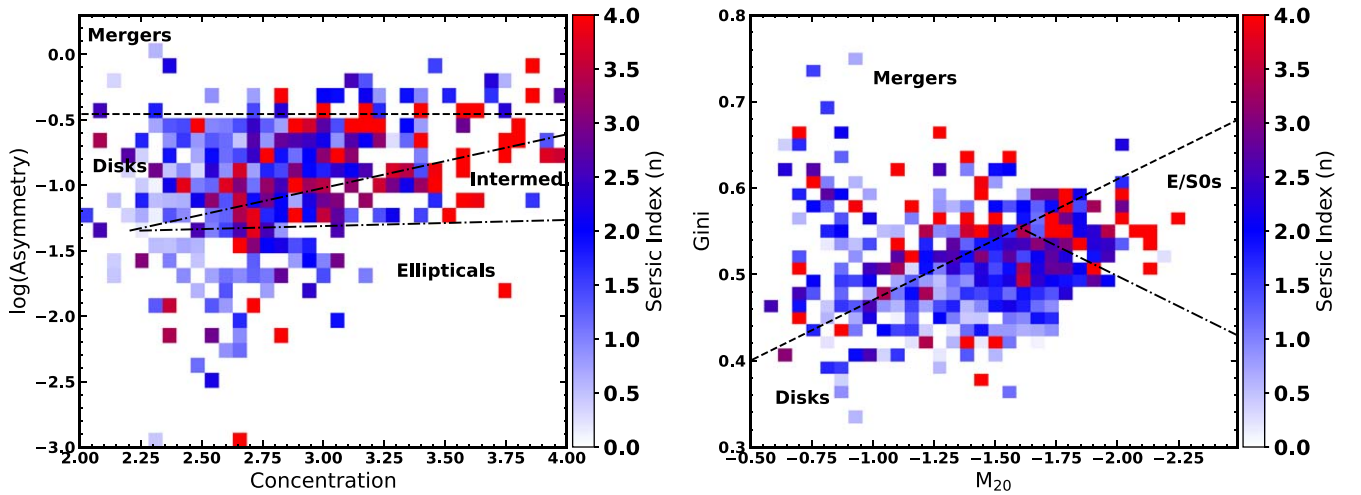 Mergers
Disks
Intermed
Ellipticals
log(Asymmetry)
0.0
−0.5
−1.0
−1.5
−2.0
−2.5
−3.0
2.00 2.25 2.50 2.75 3.00 3.25 3.50 3.75 4.00
Concentration
4.0
3.5
3.0
2.5
2.0
1.5
1.0
0.5
0.0
Sersic Index (n)
Mergers
E/S0s
Disks
Gini
0.8
0.7
0.6
0.5
0.4
0.3
−0.50 −0.75 −1.00 −1.25 −1.50 −1.75 −2.00 −2.25
M20
4.0
3.5
3.0
2.5
2.0
1.5
1.0
0.5
0.0
Sersic Index (n)